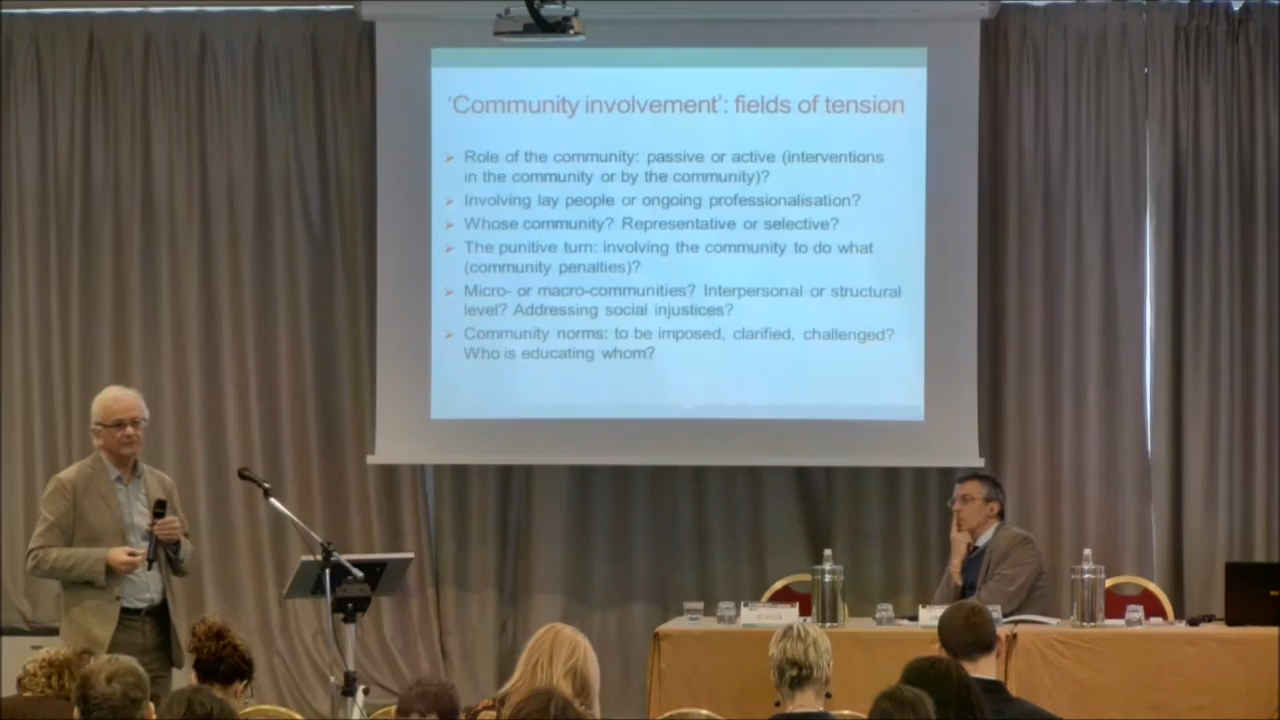 'Community involvement': fields of tension
➢ Role of the community: passive or active (interventions
in the community or by the community)?
➢ Involving lay people or ongoing professionalisation?
➢ Whose community? Representative or selective?
➢ The punitive turn: involving the community to do what
(community penalties)?
➢ Micro- or macro-communities? Interpersonal or structural
level? Addressing social injustices?
➢ Community norms: to be imposed, clarified, challenged?
Who is educating whom?